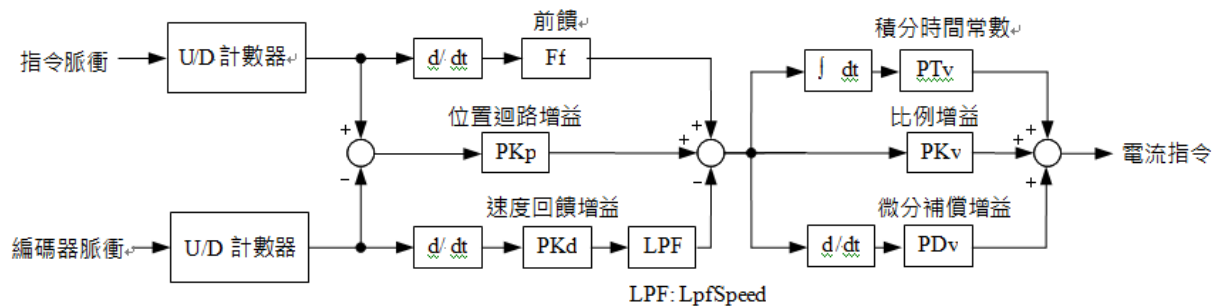 前饋
積分時間常數
指令脈衝
U/D 計數器
d/dt
Ff
∫ dt
PTv
+
+
+
+
位置迴路增益
比例增益
PKp
+
PKv
+
電流指令
−
−
+
速度回饋增益
微分補償增益
編碼器脈衝
U/D 計數器
d/dt
PKd
LPF
d/dt
PDv
LPF: LpfSpeed